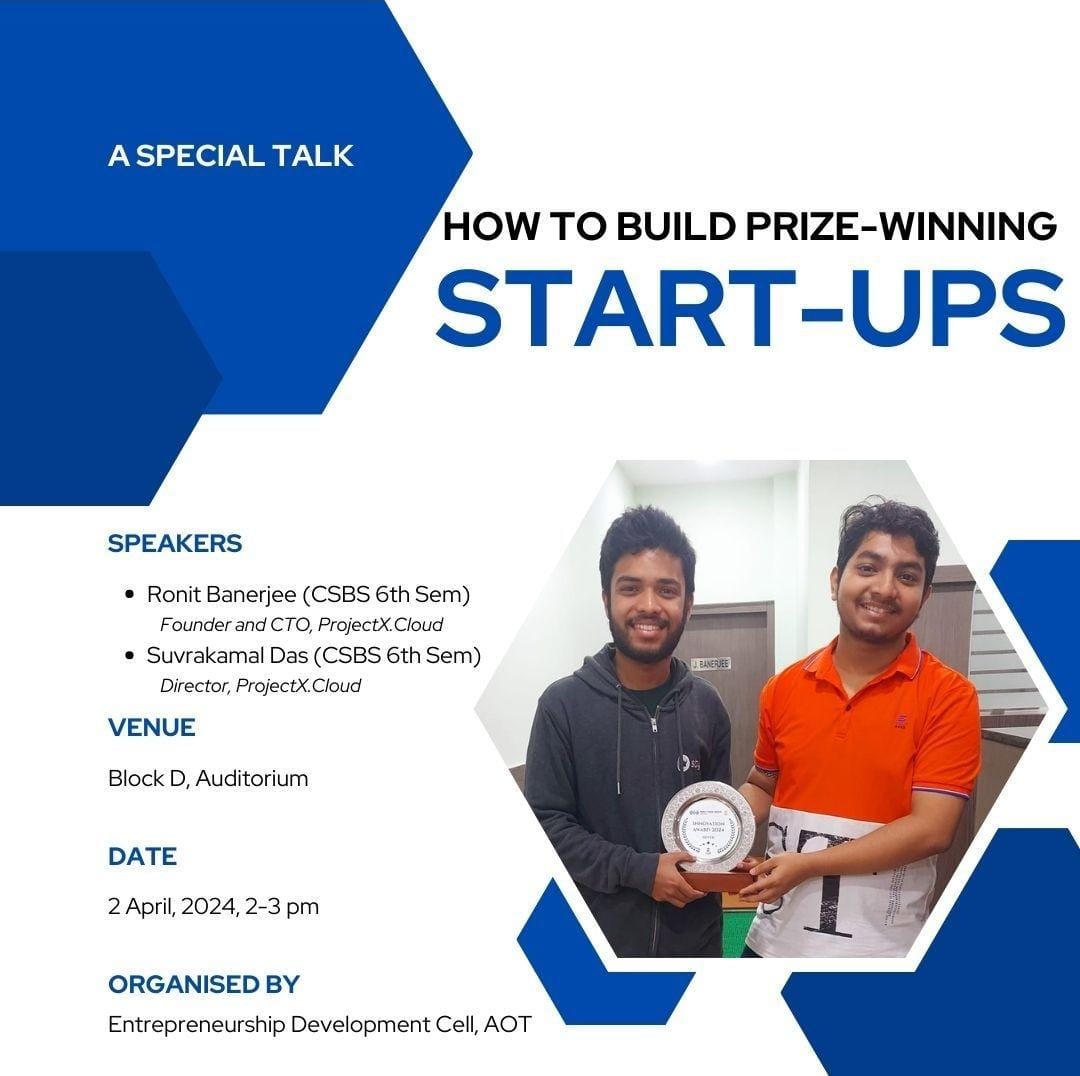 A SPECIAL TALK
HOW TO BUILD PRIZE-WINNING
START-UPS
SPEAKERS
• Ronit Banerjee (CSBS 6th Sem)
Founder and CTO, ProjectX.Cloud
• Suvrakamal Das (CSBS 6th Sem)
Director, ProjectX.Cloud
VENUE
Block D, Auditorium
DATE
2 April, 2024, 2-3 pm
ORGANISED BY
Entrepreneurship Development Cell, AOT
J. BANERJEE
INNOVATION
AWARD 2024